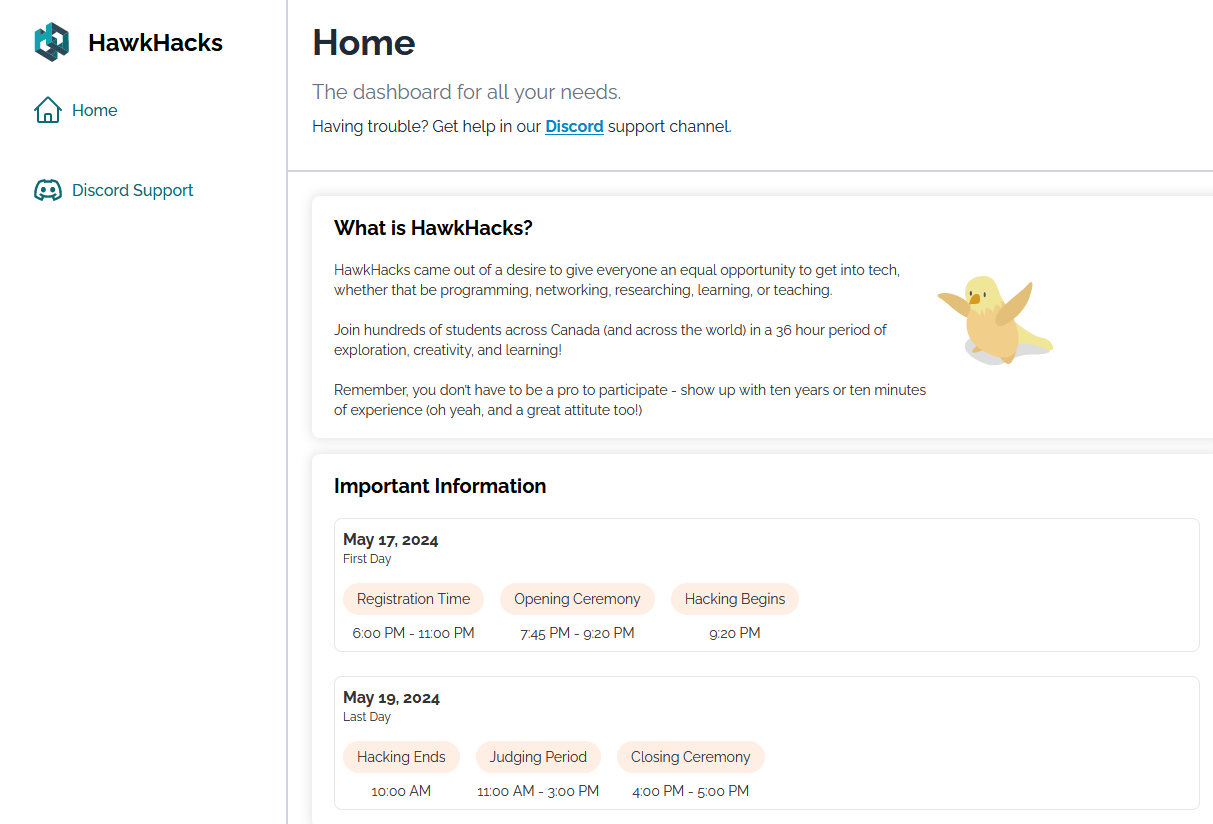 HawkHacks
Home
Discord Support
Home
The dashboard for all your needs.
Having trouble? Get help in our Discord support channel.
What is HawkHacks?
HawkHacks came out of a desire to give everyone an equal opportunity to get into tech,
whether that be programming, networking, researching, learning, or teaching.
Join hundreds of students across Canada (and across the world) in a 36 hour period of
exploration, creativity, and learning!
Remember, you don't have to be a pro to participate - show up with ten years or ten minutes
of experience (oh yeah, and a great attitute too!)
Important Information
May 17, 2024
First Day
Registration Time Opening Ceremony Hacking Begins
6:00 PM - 11:00 PM 7:45 PM - 9:20 PM 9:20 PM
May 19, 2024
Last Day
Hacking Ends Judging Period Closing Ceremony
10:00 AM 11:00 AM - 3:00 PM 4:00 PM - 5:00 PM